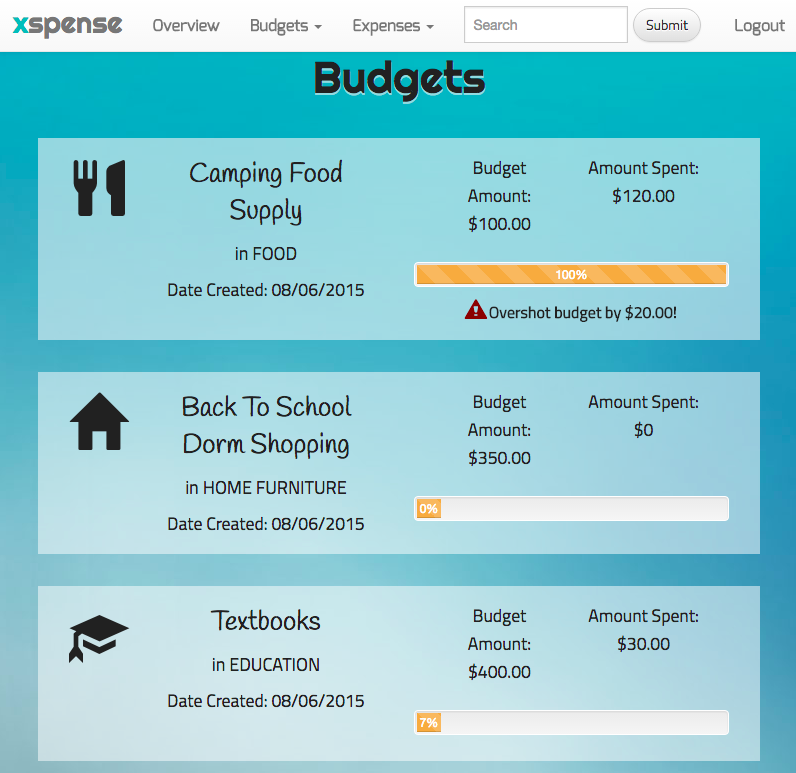 xspense Overview Budgets Expenses Search Submit Logout
Budgets
Camping Food
Supply
in FOOD
Date Created: 08/06/2015
Budget
Amount:
$100.00
Amount Spent:
$120.00
100%
Overshot budget by $20.00!
Back To School
Dorm Shopping
in HOME FURNITURE
Date Created: 08/06/2015
Budget
Amount:
$350.00
Amount Spent:
$0
0%
Textbooks
in EDUCATION
Date Created: 08/06/2015
Budget
Amount:
$400.00
Amount Spent:
$30.00
7%